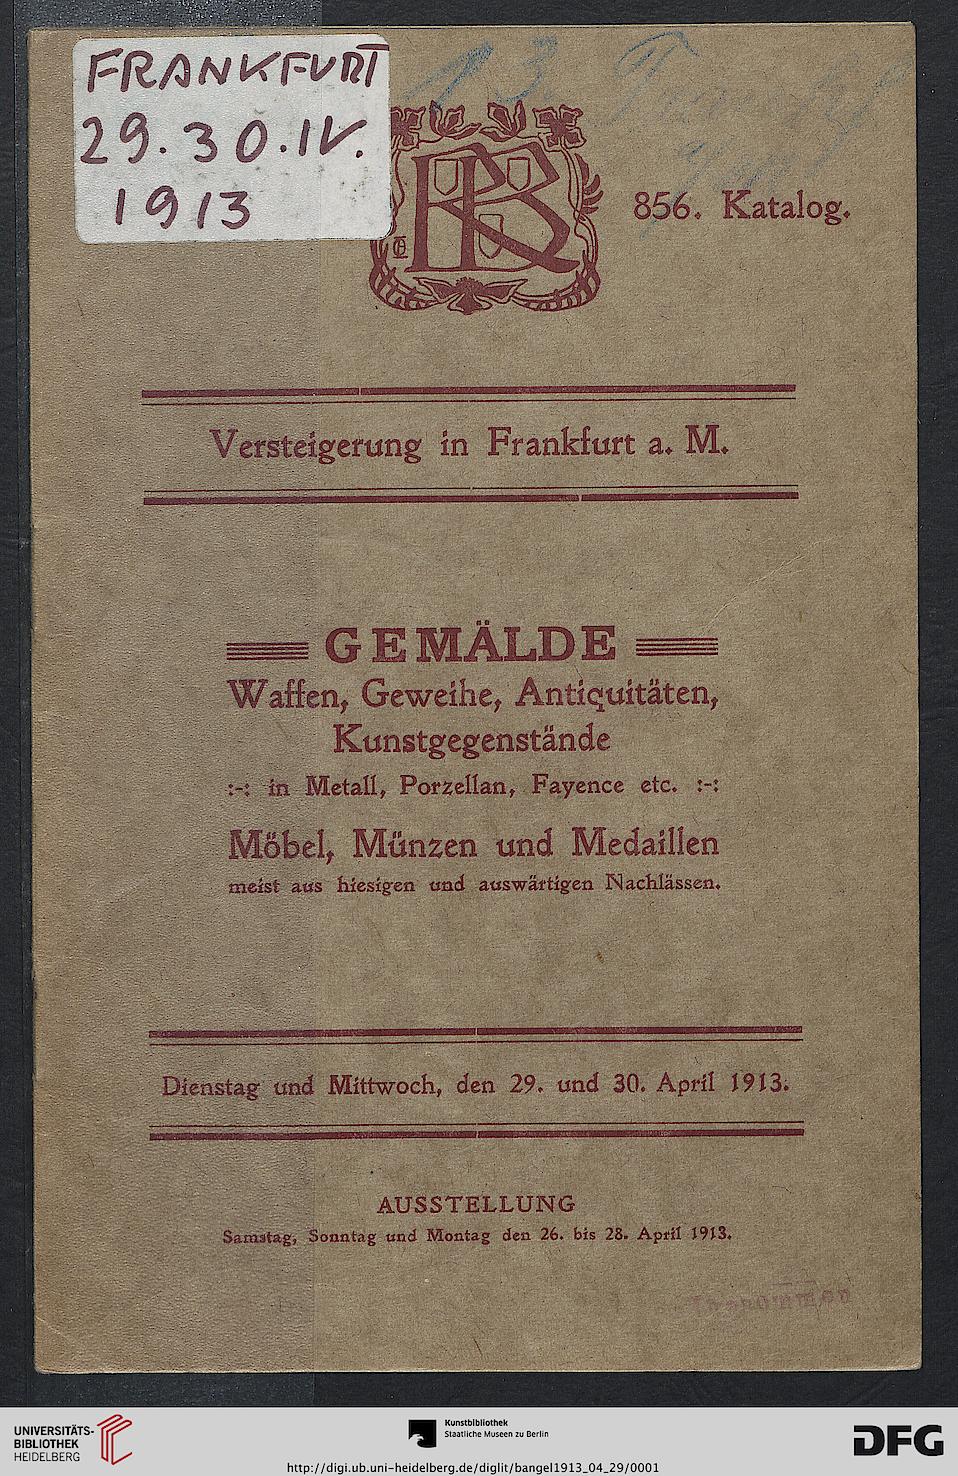 FRANKFURT
29.30.IV.
1913
13.
856. Katalog.
Versteigerung in Frankfurt a. M.
GEMÄLDE
Waffen, Geweihe, Antiquitäten,
Kunstgegenstände
:-: in Metall, Porzellan, Fayence etc. :-:
Möbel, Münzen und Medaillen
meist aus hiesigen und auswärtigen Nachlässen.
Dienstag und Mittwoch, den 29. und 30. April 1913.
AUSSTELLUNG
Samstag, Sonntag und Montag den 26. bis 28. April 1913.
UNIVERSITÄTS-
BIBLIOTHEK
HEIDELBERG
Kunstbibliothek
Staatliche Museen zu Berlin
DFG
http://digi.ub.uni-heidelberg.de/diglit/bangel1913_04_29/0001